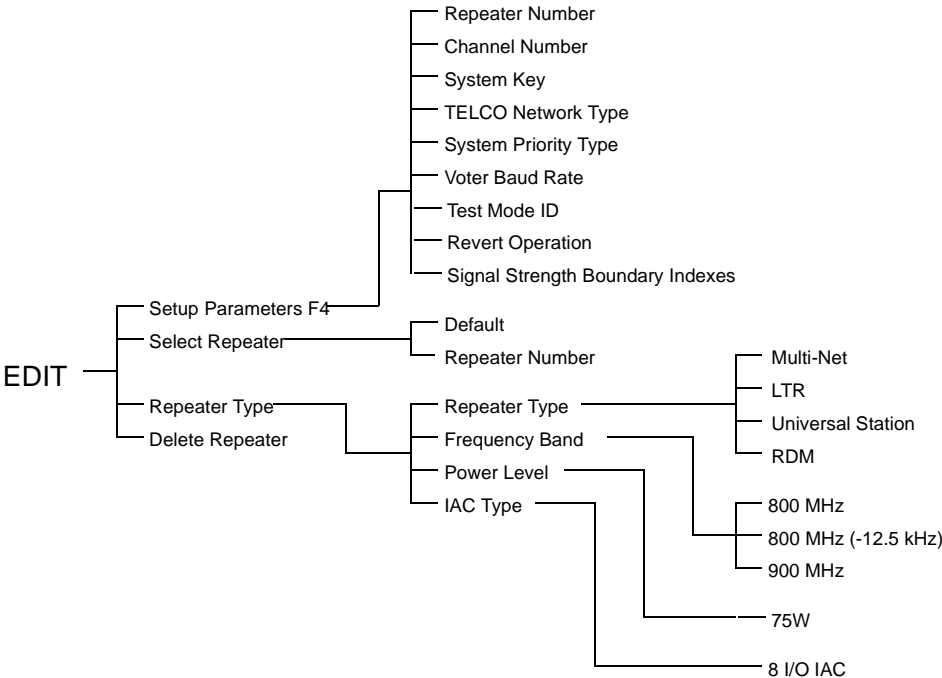 Repeater Number
Channel Number
System Key
TELCO Network Type
System Priority Type
Voter Baud Rate
Test Mode ID
Revert Operation
Signal Strength Boundary Indexes
Setup Parameters F4
Select Repeater
Default
Repeater Number
EDIT
Repeater Type
Delete Repeater
Repeater Type
Frequency Band
Power Level
IAC Type
Multi-Net
LTR
Universal Station
RDM
800 MHz
800 MHz (-12.5 kHz)
900 MHz
75W
8 I/O IAC